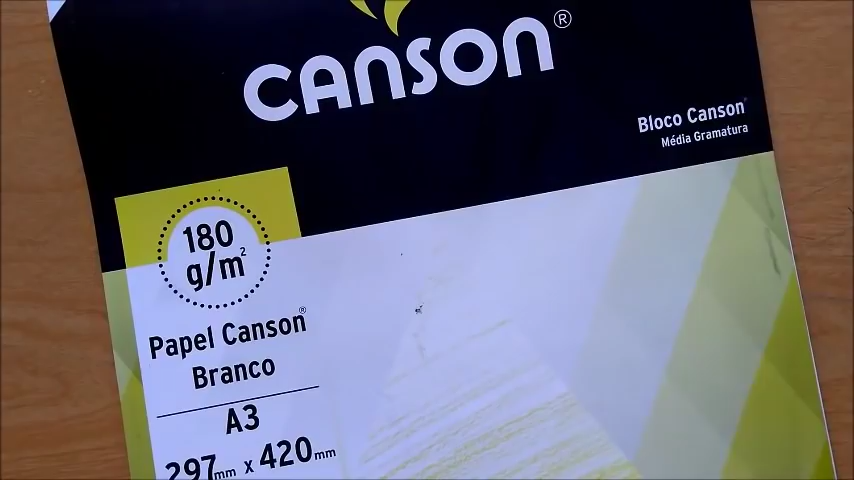 CANSON®
Bloco Canson®
Média Gramatura
180
g/m²
Papel Canson®
Branco
A3
297mm x 420mm